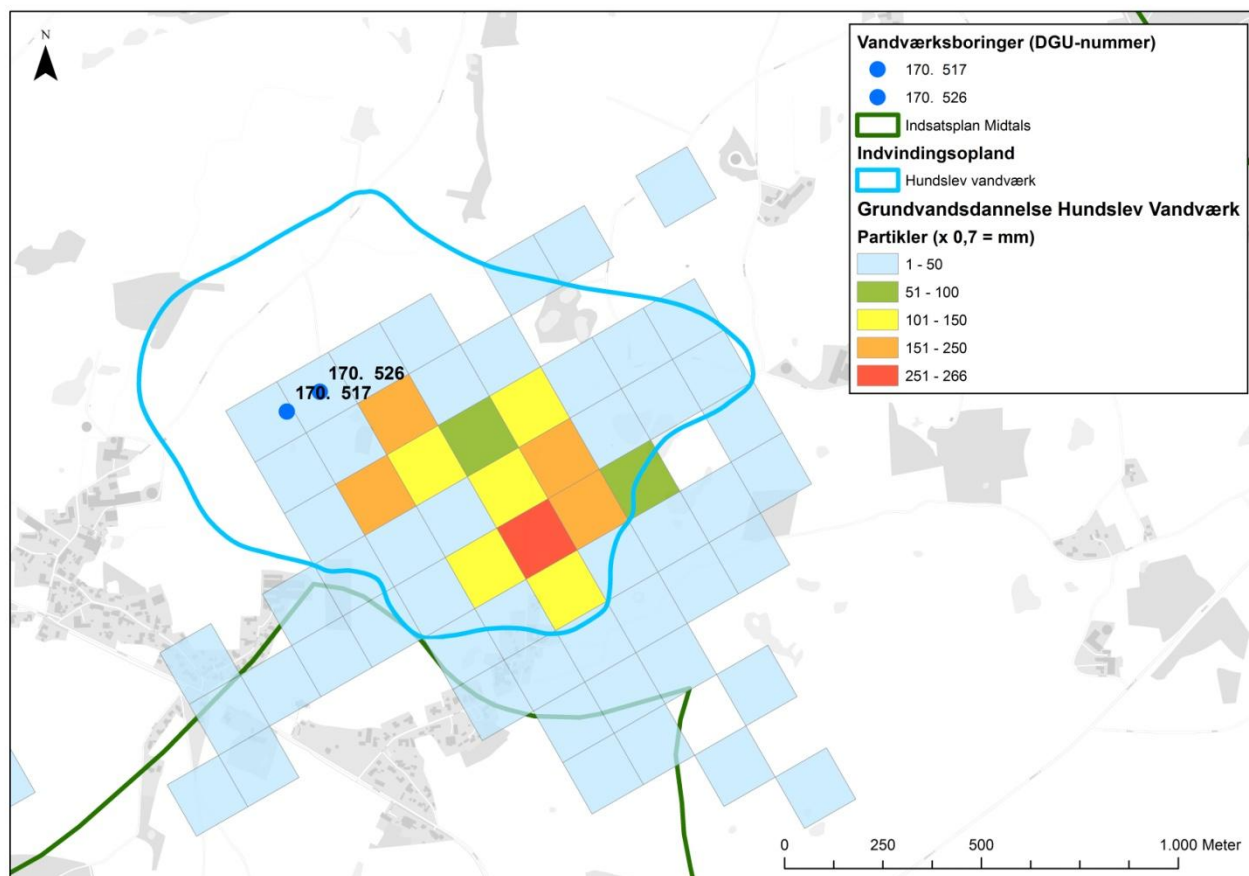 N
Vandværksboringer (DGU-nummer)
170. 517
170. 526
Indsatsplan Midtals
Indvindingsopland
Hundslev vandværk
Grundvandsdannelse Hundslev Vandværk
Partikler (x 0,7 = mm)
1 - 50
51 - 100
101 - 150
151 - 250
251 - 266
170. 526
170. 517
0 250 500 1.000 Meter